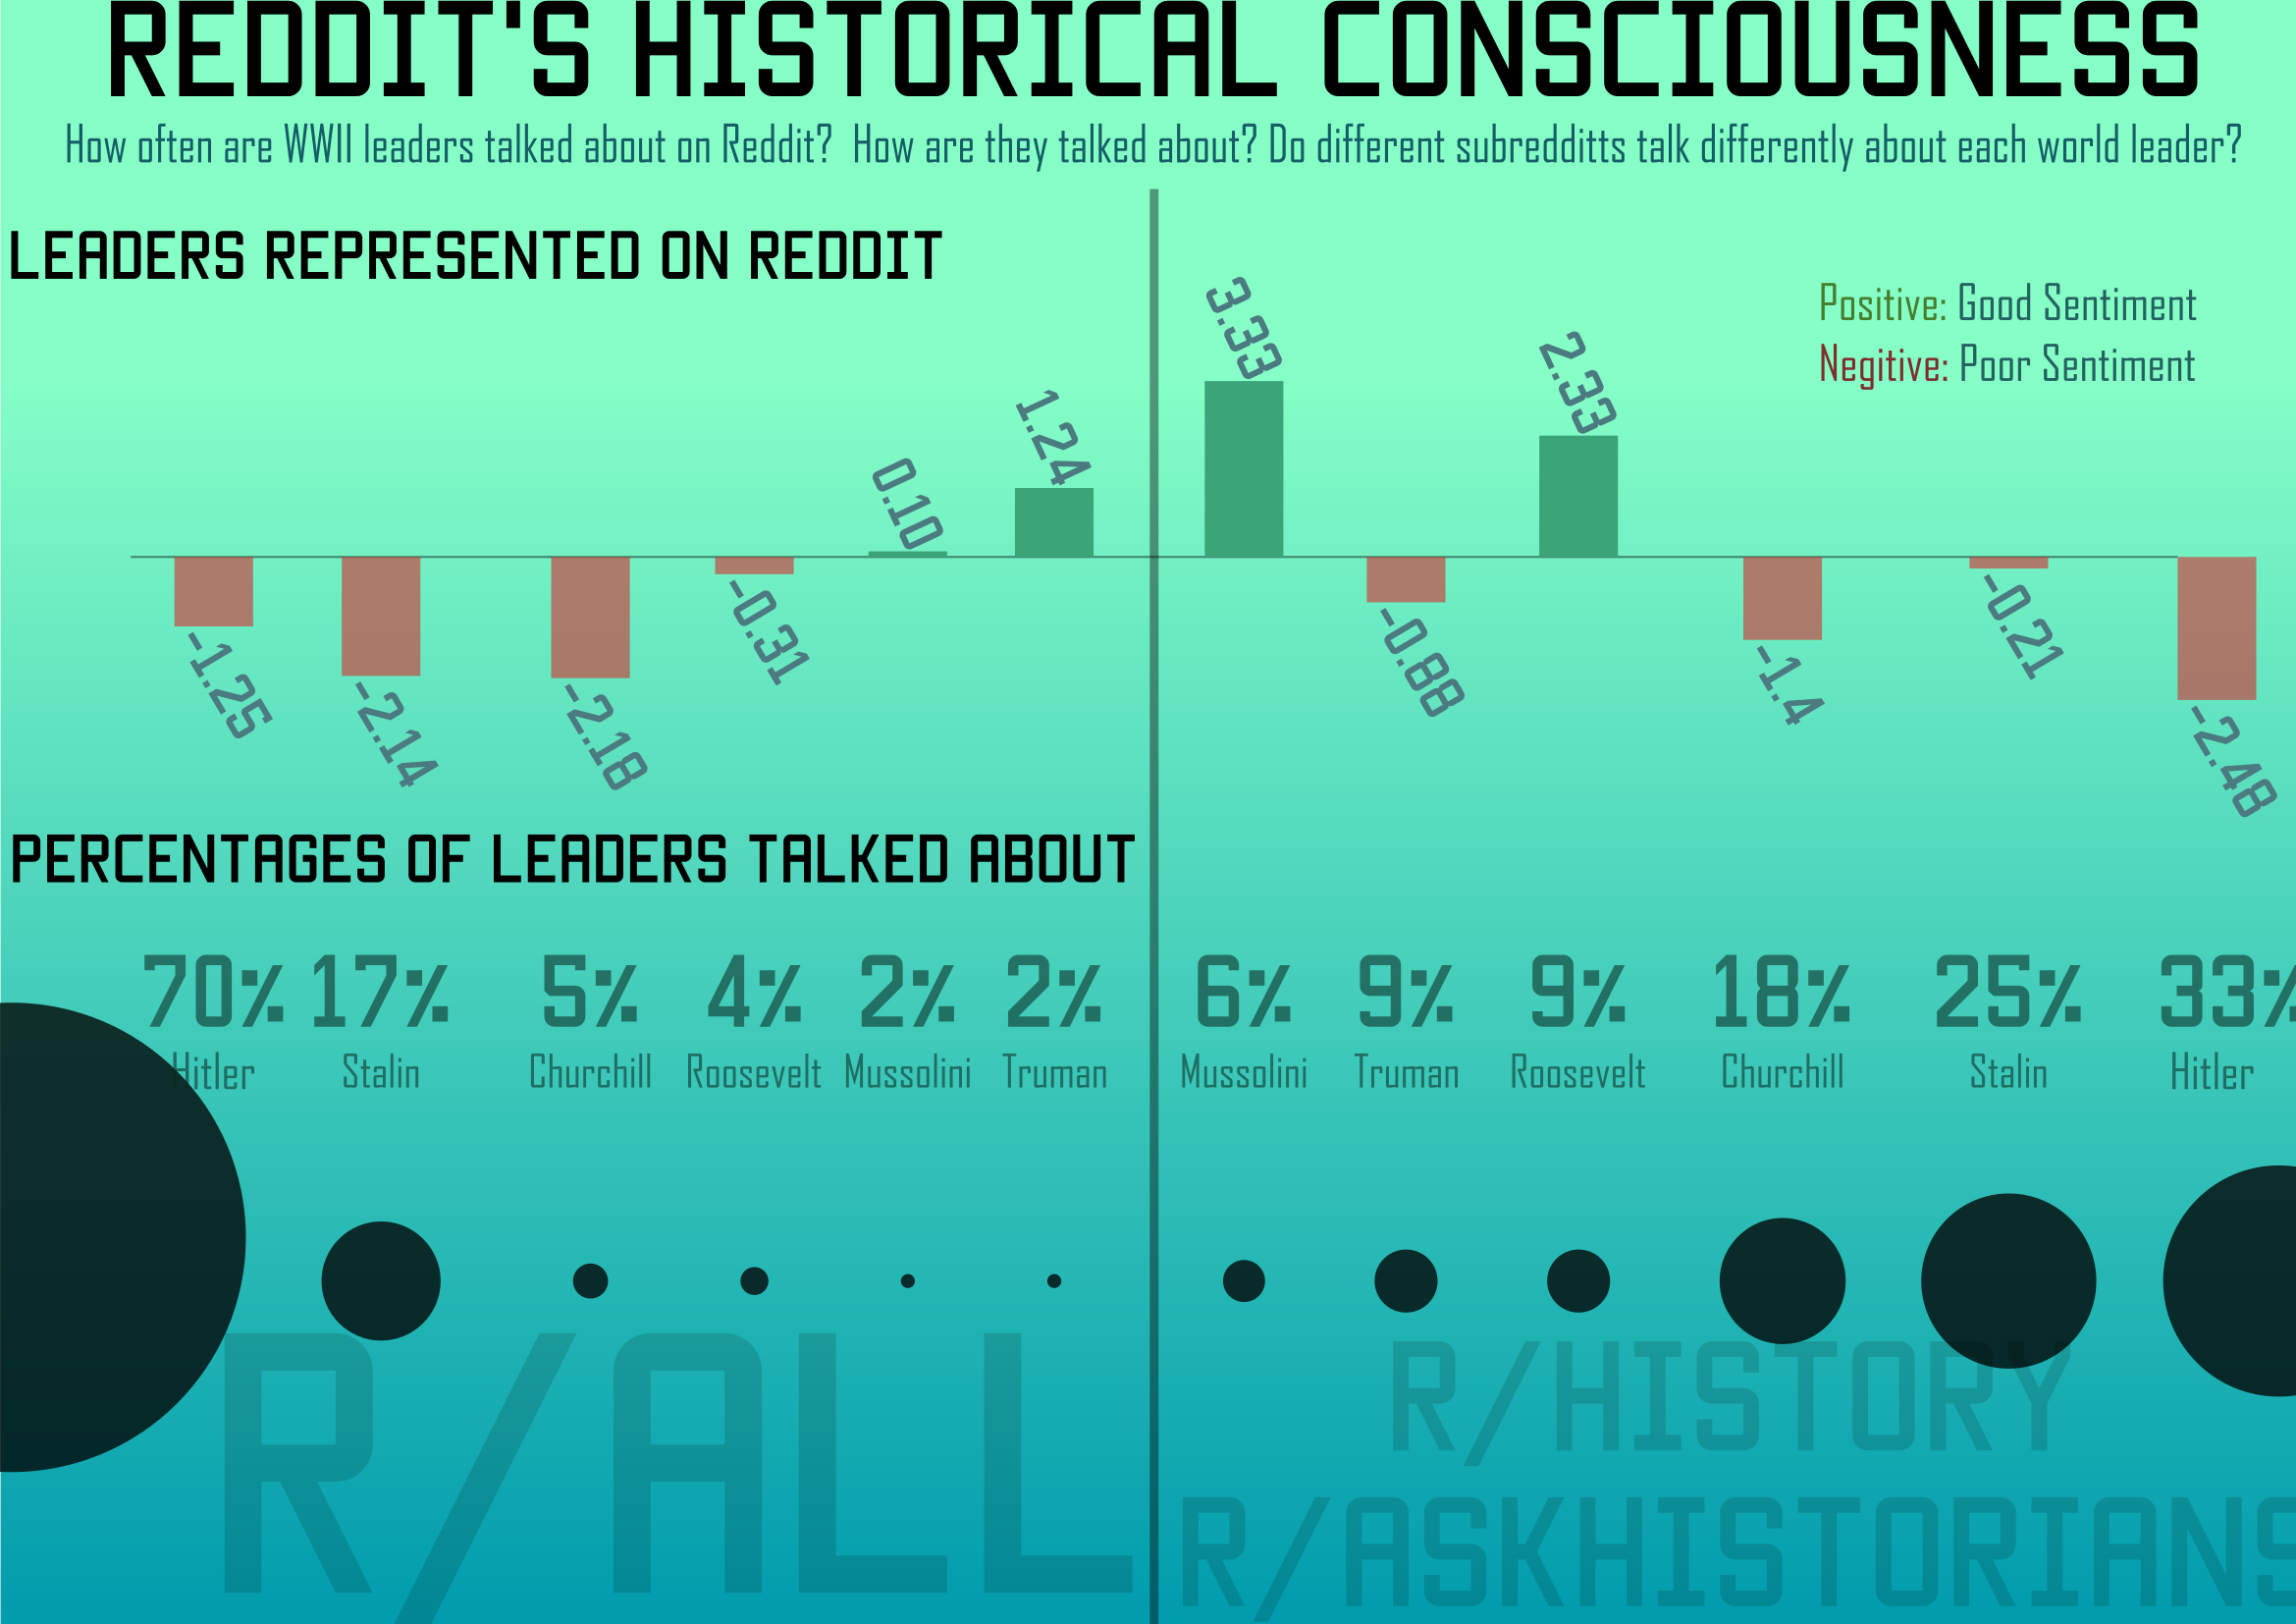 REDDIT'S HISTORICAL CONSCIOUSNESS
How often are WWII leaders talked about on Reddit? How are they talked about? Do different subredditts talk differently about each world leader?
LEADERS REPRESENTED ON REDDIT
Positive: Good Sentiment
Negitive: Poor Sentiment
-1.25 -2.14 -2.18 -0.31 0.10 1.24 3.33 -0.88 2.33 -1.4 -0.21 -2.48
PERCENTAGES OF LEADERS TALKED ABOUT
70% 17% 5% 4% 2% 2% 6% 9% 9% 18% 25% 33%
Hitler Stalin Churchill Roosevelt Mussolini Truman Mussolini Truman Roosevelt Churchill Stalin Hitler
R/ALL
R/HISTORY
R/ASKHISTORIANS